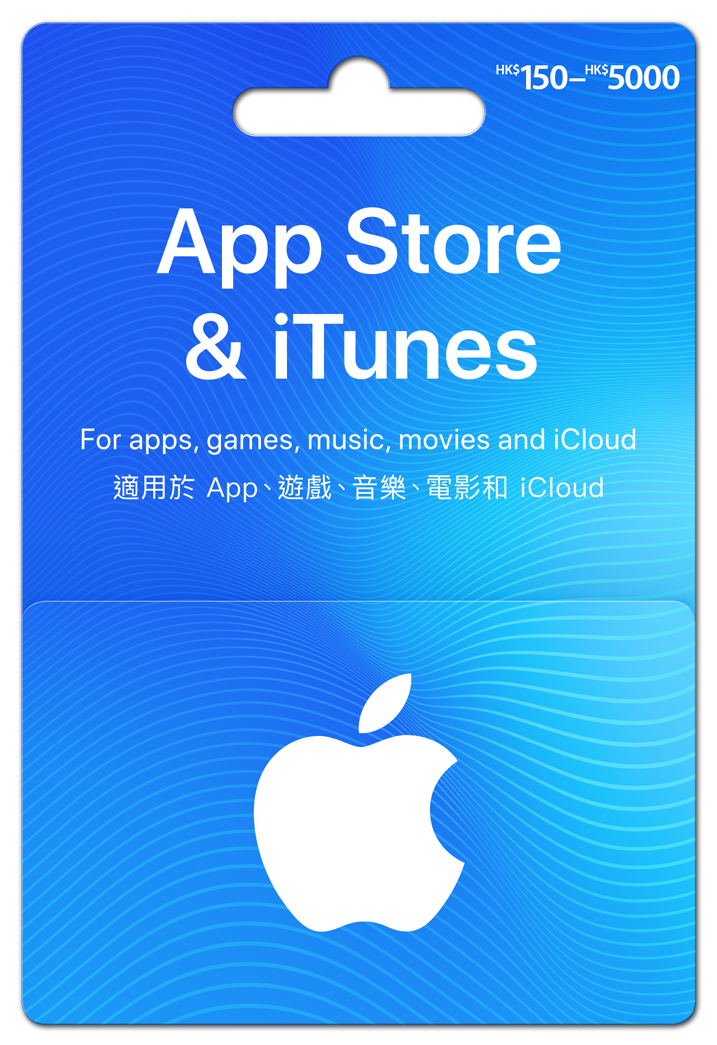 HK$150–HK$5000
App Store
& iTunes
For apps, games, music, movies and iCloud
適用於 App、遊戲、音樂、電影和 iCloud